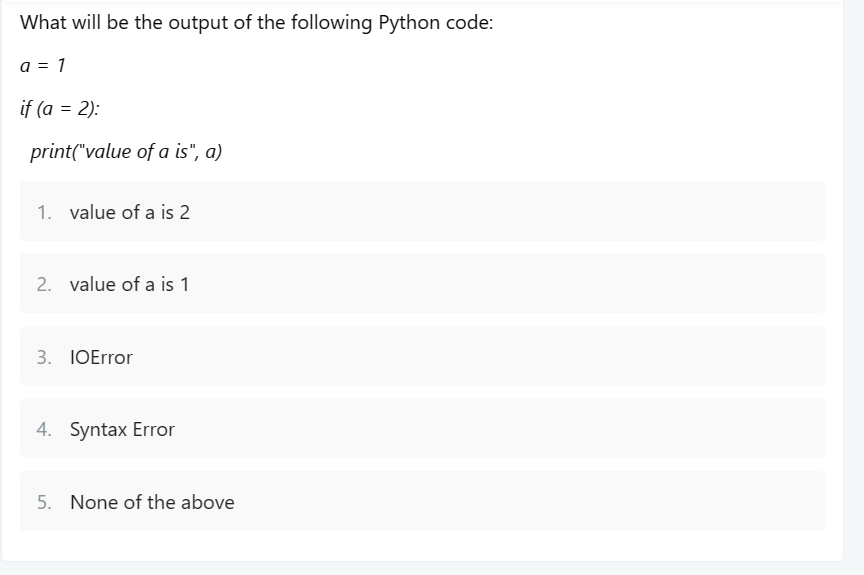 What will be the output of the following Python code:
a = 1
if (a = 2):
print("value of a is", a)
1. value of a is 2
2. value of a is 1
3. IOError
4. Syntax Error
5. None of the above